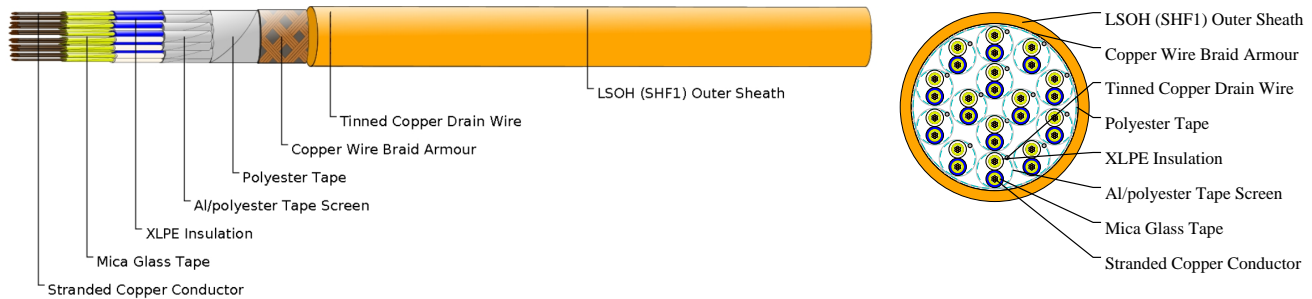 LSOH (SHF1) Outer Sheath
Tinned Copper Drain Wire
Copper Wire Braid Armour
Polyester Tape
Al/polyester Tape Screen
XLPE Insulation
Mica Glass Tape
Stranded Copper Conductor
LSOH (SHF1) Outer Sheath
Copper Wire Braid Armour
Tinned Copper Drain Wire
Polyester Tape
XLPE Insulation
Al/polyester Tape Screen
Mica Glass Tape
Stranded Copper Conductor